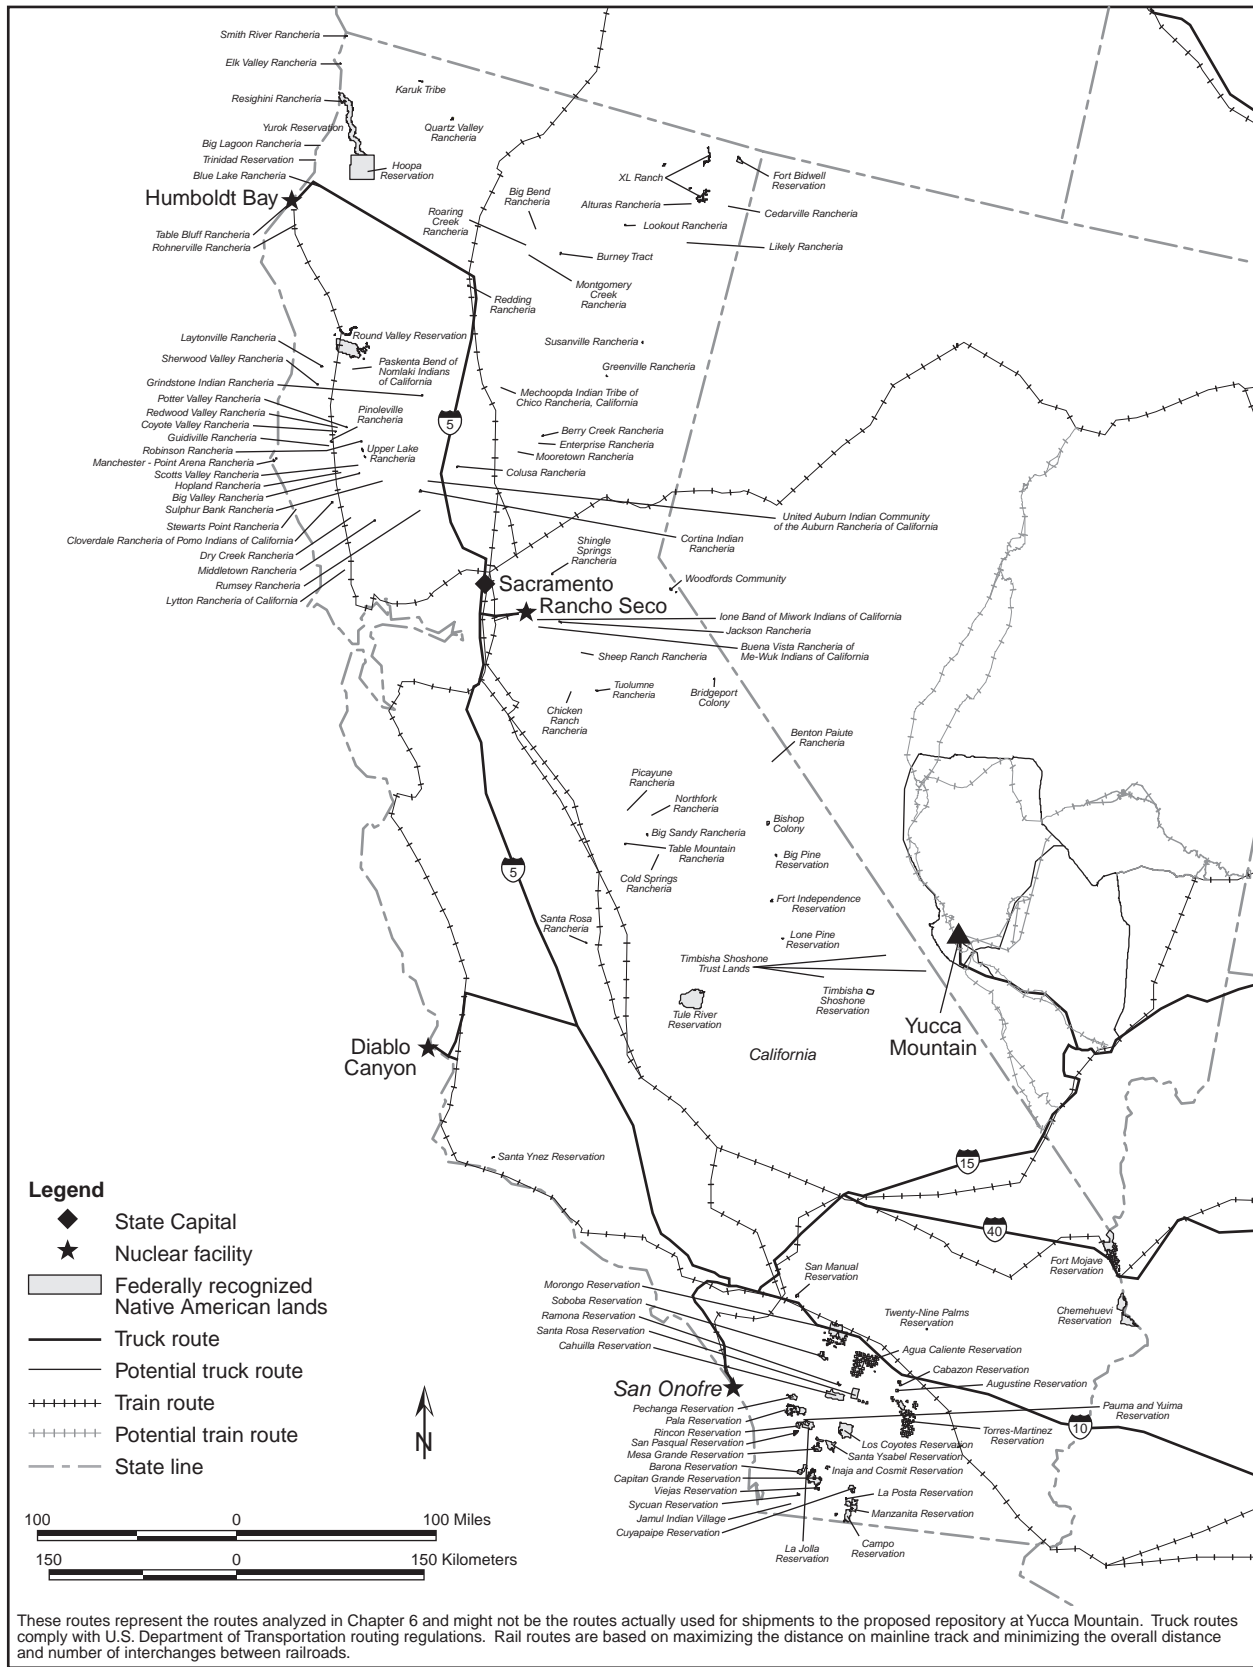 Smith River Rancheria
Elk Valley Rancheria
Karuk Tribe
Resighini Rancheria
Yurok Reservation
Quartz Valley
Rancheria
Big Lagoon Rancheria
Trinidad Reservation
Blue Lake Rancheria
Hoopa
Reservation
XL Ranch
Fort Bidwell
Reservation
Humboldt Bay
Big Bend
Rancheria
Alturas Rancheria
Cedarville Rancheria
Roaring
Creek
Rancheria
Lookout Rancheria
Table Bluff Rancheria
Rohnerville Rancheria
Likely Rancheria
Burney Tract
Montgomery
Creek
Rancheria
Redding
Rancheria
Round Valley Reservation
Laytonville Rancheria
Susanville Rancheria
Sherwood Valley Rancheria
Paskenta Bend of
Nomlaki Indians
of California
Greenville Rancheria
Grindstone Indian Rancheria
Mechoopda Indian Tribe of
Chico Rancheria, California
Potter Valley Rancheria
Pinoleville
Rancheria
Redwood Valley Rancheria
Coyote Valley Rancheria
5
Berry Creek Rancheria
Guidiville Rancheria
Enterprise Rancheria
Robinson Rancheria
Upper Lake
Rancheria
Mooretown Rancheria
Manchester - Point Arena Rancheria
Colusa Rancheria
Scotts Valley Rancheria
Hopland Rancheria
Big Valley Rancheria
Sulphur Bank Rancheria
United Auburn Indian Community
of the Auburn Rancheria of California
Stewarts Point Rancheria
Cloverdale Rancheria of Pomo Indians of California
Cortina Indian
Rancheria
Dry Creek Rancheria
Shingle
Springs
Rancheria
Middletown Rancheria
Rumsey Rancheria
Lytton Rancheria of California
Sacramento
Woodfords Community
Rancho Seco
Ione Band of Miwork Indians of California
Jackson Rancheria
Buena Vista Rancheria of
Me-Wuk Indians of California
Sheep Ranch Rancheria
Tuolumne
Rancheria
Bridgeport
Colony
Chicken
Ranch
Rancheria
Benton Paiute
Rancheria
Picayune
Rancheria
Northfork
Rancheria
Bishop
Colony
Big Sandy Rancheria
Table Mountain
Rancheria
Big Pine
Reservation
5
Cold Springs
Rancheria
Fort Independence
Reservation
Santa Rosa
Rancheria
Lone Pine
Reservation
Timbisha Shoshone
Trust Lands
Timbisha
Shoshone
Reservation
Tule River
Reservation
Yucca
Mountain
Diablo
Canyon
California
Santa Ynez Reservation
15
Legend
State Capital
Nuclear facility
Federally recognized
Native American lands
Truck route
Potential truck route
Train route
Potential train route
State line
N
40
Fort Mojave
Reservation
San Manual
Reservation
Morongo Reservation
Soboba Reservation
Ramona Reservation
Santa Rosa Reservation
Cahuilla Reservation
Twenty-Nine Palms
Reservation
Chemehuevi
Reservation
Agua Caliente Reservation
Cabazon Reservation
Augustine Reservation
San Onofre
Pechanga Reservation
Pauma and Yuima
Reservation
Pala Reservation
Rincon Reservation
Torres-Martinez
Reservation
10
San Pasqual Reservation
Los Coyotes Reservation
Mesa Grande Reservation
Santa Ysabel Reservation
Barona Reservation
Inaja and Cosmit Reservation
Capitan Grande Reservation
Viejas Reservation
La Posta Reservation
Sycuan Reservation
Manzanita Reservation
Jamul Indian Village
Cuyapaipe Reservation
La Jolla
Reservation
Campo
Reservation
100 0 100 Miles
150 0 150 Kilometers
These routes represent the routes analyzed in Chapter 6 and might not be the routes actually used for shipments to the proposed repository at Yucca Mountain. Truck routes
comply with U.S. Department of Transportation routing regulations. Rail routes are based on maximizing the distance on mainline track and minimizing the overall distance
and number of interchanges between railroads.